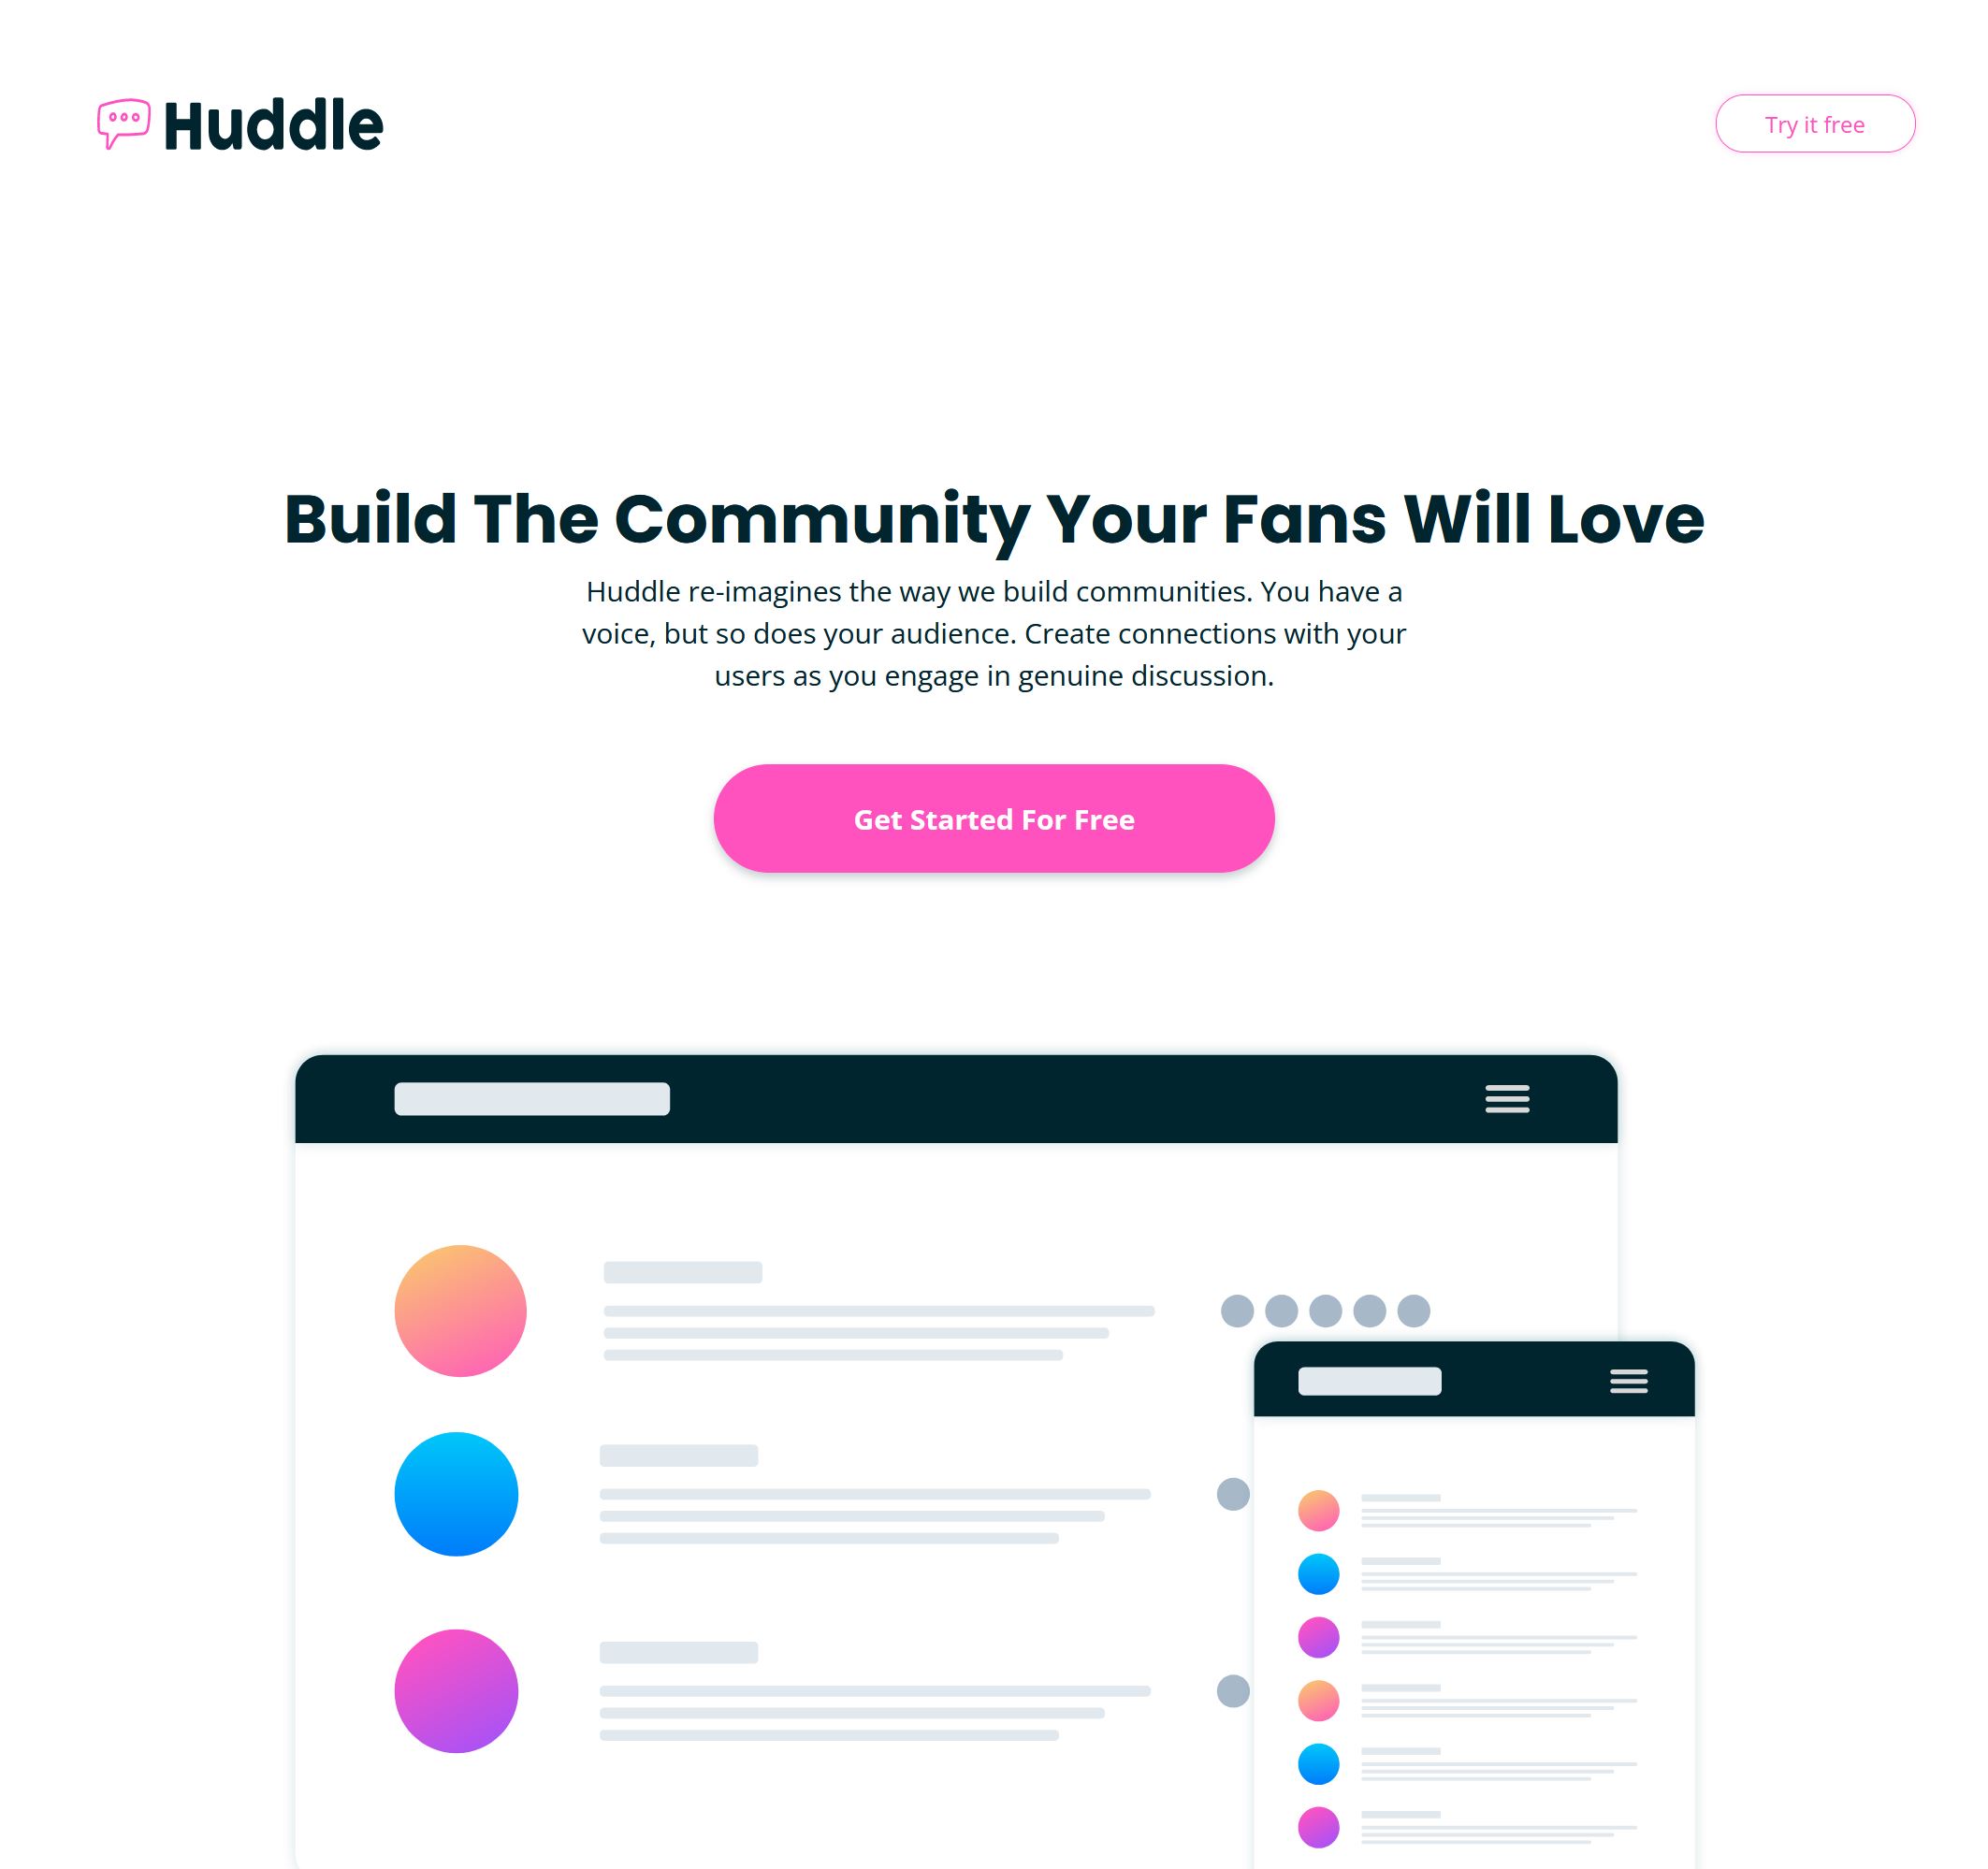 Huddle
Try it free
Build The Community Your Fans Will Love
Huddle re-imagines the way we build communities. You have a
voice, but so does your audience. Create connections with your
users as you engage in genuine discussion.
Get Started For Free